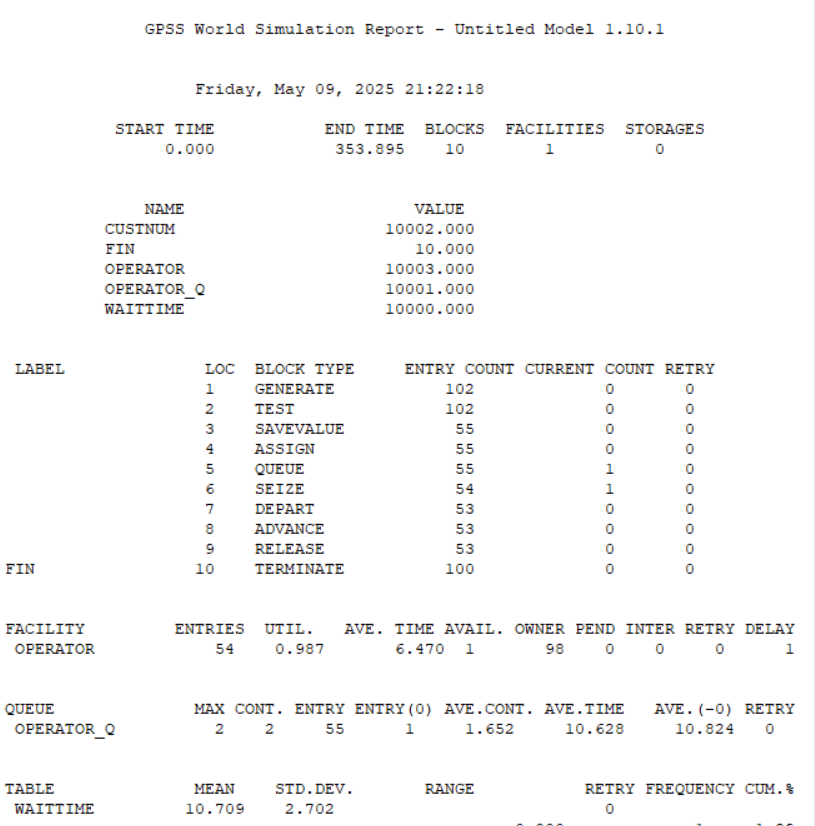 GPSS World Simulation Report - Untitled Model 1.10.1
Friday, May 09, 2025 21:22:18
START TIME END TIME BLOCKS FACILITIES STORAGES
0.000 353.895 10 1 0
NAME VALUE
CUSTNUM 10002.000
FIN 10.000
OPERATOR 10003.000
OPERATOR_Q 10001.000
WAITTIME 10000.000
LABEL LOC BLOCK TYPE ENTRY COUNT CURRENT COUNT RETRY
1 GENERATE 102 0 0
2 TEST 102 0 0
3 SAVEVALUE 55 0 0
4 ASSIGN 55 0 0
5 QUEUE 55 1 0
6 SEIZE 54 1 0
7 DEPART 53 0 0
8 ADVANCE 53 0 0
9 RELEASE 53 0 0
FIN 10 TERMINATE 100 0 0
FACILITY ENTRIES UTIL. AVE. TIME AVAIL. OWNER PEND INTER RETRY DELAY
OPERATOR 54 0.987 6.470 1 98 0 0 0 1
QUEUE MAX CONT. ENTRY ENTRY(0) AVE.CONT. AVE.TIME AVE.(-0) RETRY
OPERATOR_Q 2 2 55 1 1.652 10.628 10.824 0
TABLE MEAN STD.DEV. RANGE RETRY FREQUENCY CUM.%
WAITTIME 10.709 2.702 0